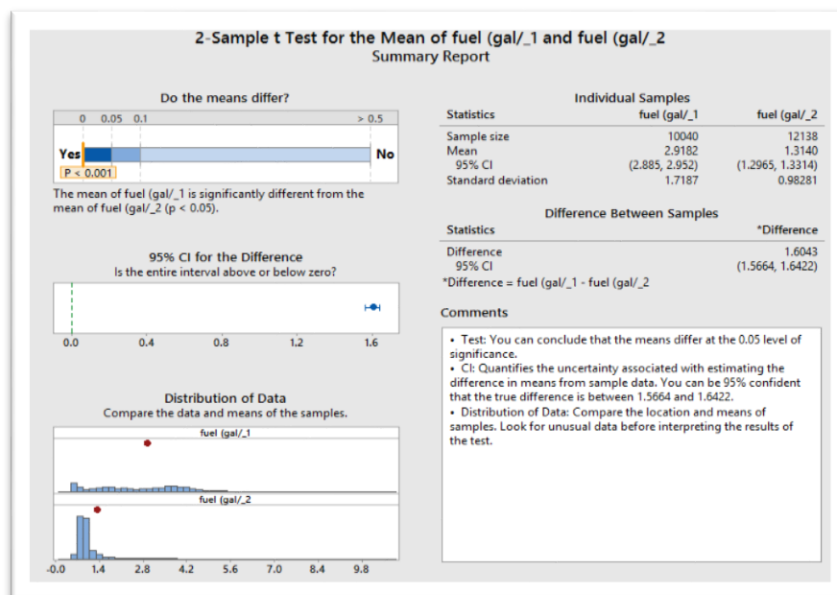 2-Sample t Test for the Mean of fuel (gal/_1 and fuel (gal/_2
Summary Report
Do the means differ?
0 0.05 0.1 > 0.5
Yes No
P < 0.001
The mean of fuel (gal/_1 is significantly different from the
mean of fuel (gal/_2 (p < 0.05).
95% CI for the Difference
Is the entire interval above or below zero?
0.0 0.4 0.8 1.2 1.6
Distribution of Data
Compare the data and means of the samples.
fuel (gal/_1
fuel (gal/_2
-0.0 1.4 2.8 4.2 5.6 7.0 8.4 9.8
Individual Samples
Statistics fuel (gal/_1 fuel (gal/_2
Sample size 10040 12138
Mean 2.9182 1.3140
95% CI (2.885, 2.952) (1.2965, 1.3314)
Standard deviation 1.7187 0.98281
Difference Between Samples
Statistics *Difference
Difference 1.6043
95% CI (1.5664, 1.6422)
*Difference = fuel (gal/_1 - fuel (gal/_2
Comments
• Test: You can conclude that the means differ at the 0.05 level of
significance.
• CI: Quantifies the uncertainty associated with estimating the
difference in means from sample data. You can be 95% confident
that the true difference is between 1.5664 and 1.6422.
• Distribution of Data: Compare the location and means of
samples. Look for unusual data before interpreting the results of
the test.